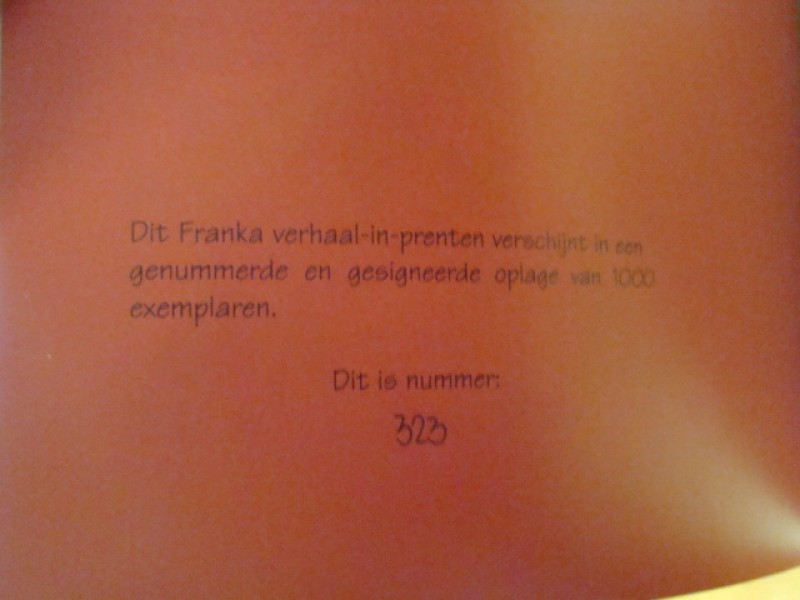 Dit Franka verhaal-in-prenten verschijnt in een
genummerde en gesigneerde oplage van 1000
exemplaren.
Dit is nummer:
323